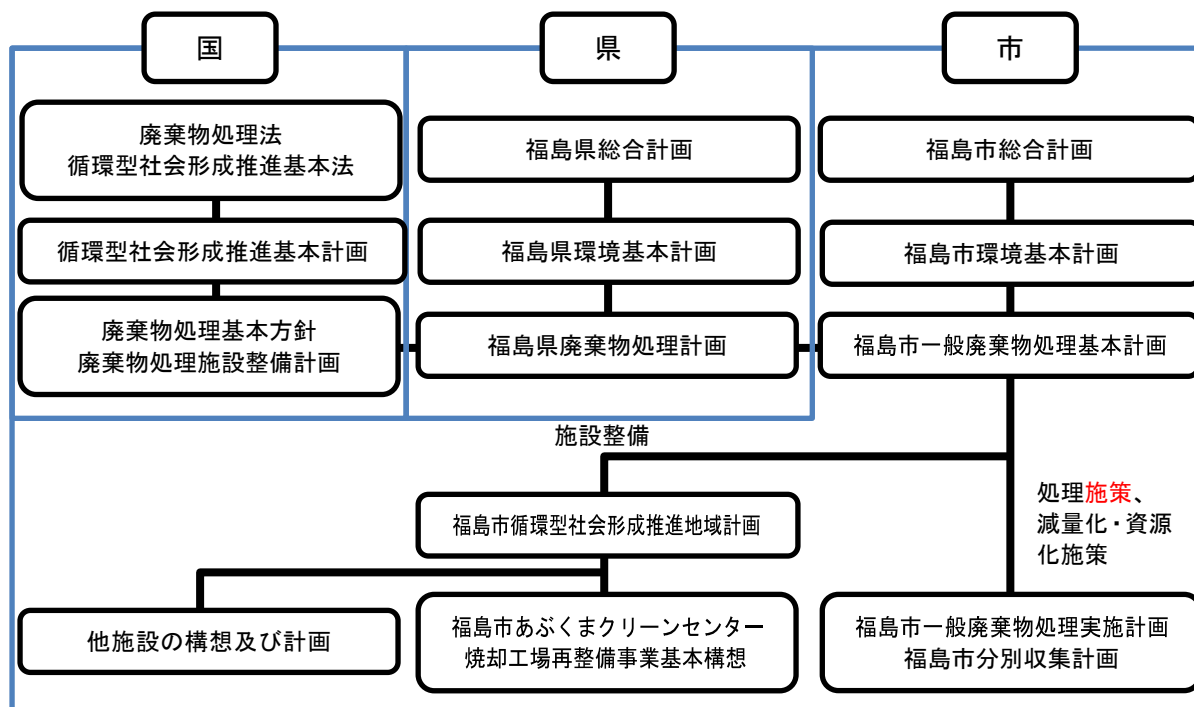 国
県
市
廃棄物処理法
循環型社会形成推進基本法
福島県総合計画
福島市総合計画
循環型社会形成推進基本計画
福島県環境基本計画
福島市環境基本計画
廃棄物処理基本方針
廃棄物処理施設整備計画
福島県廃棄物処理計画
福島市一般廃棄物処理基本計画
施設整備
処理施策、
減量化・資源
化施策
福島市循環型社会形成推進地域計画
他施設の構想及び計画
福島市あぶくまクリーンセンター
焼却工場再整備事業基本構想
福島市一般廃棄物処理実施計画
福島市分別収集計画